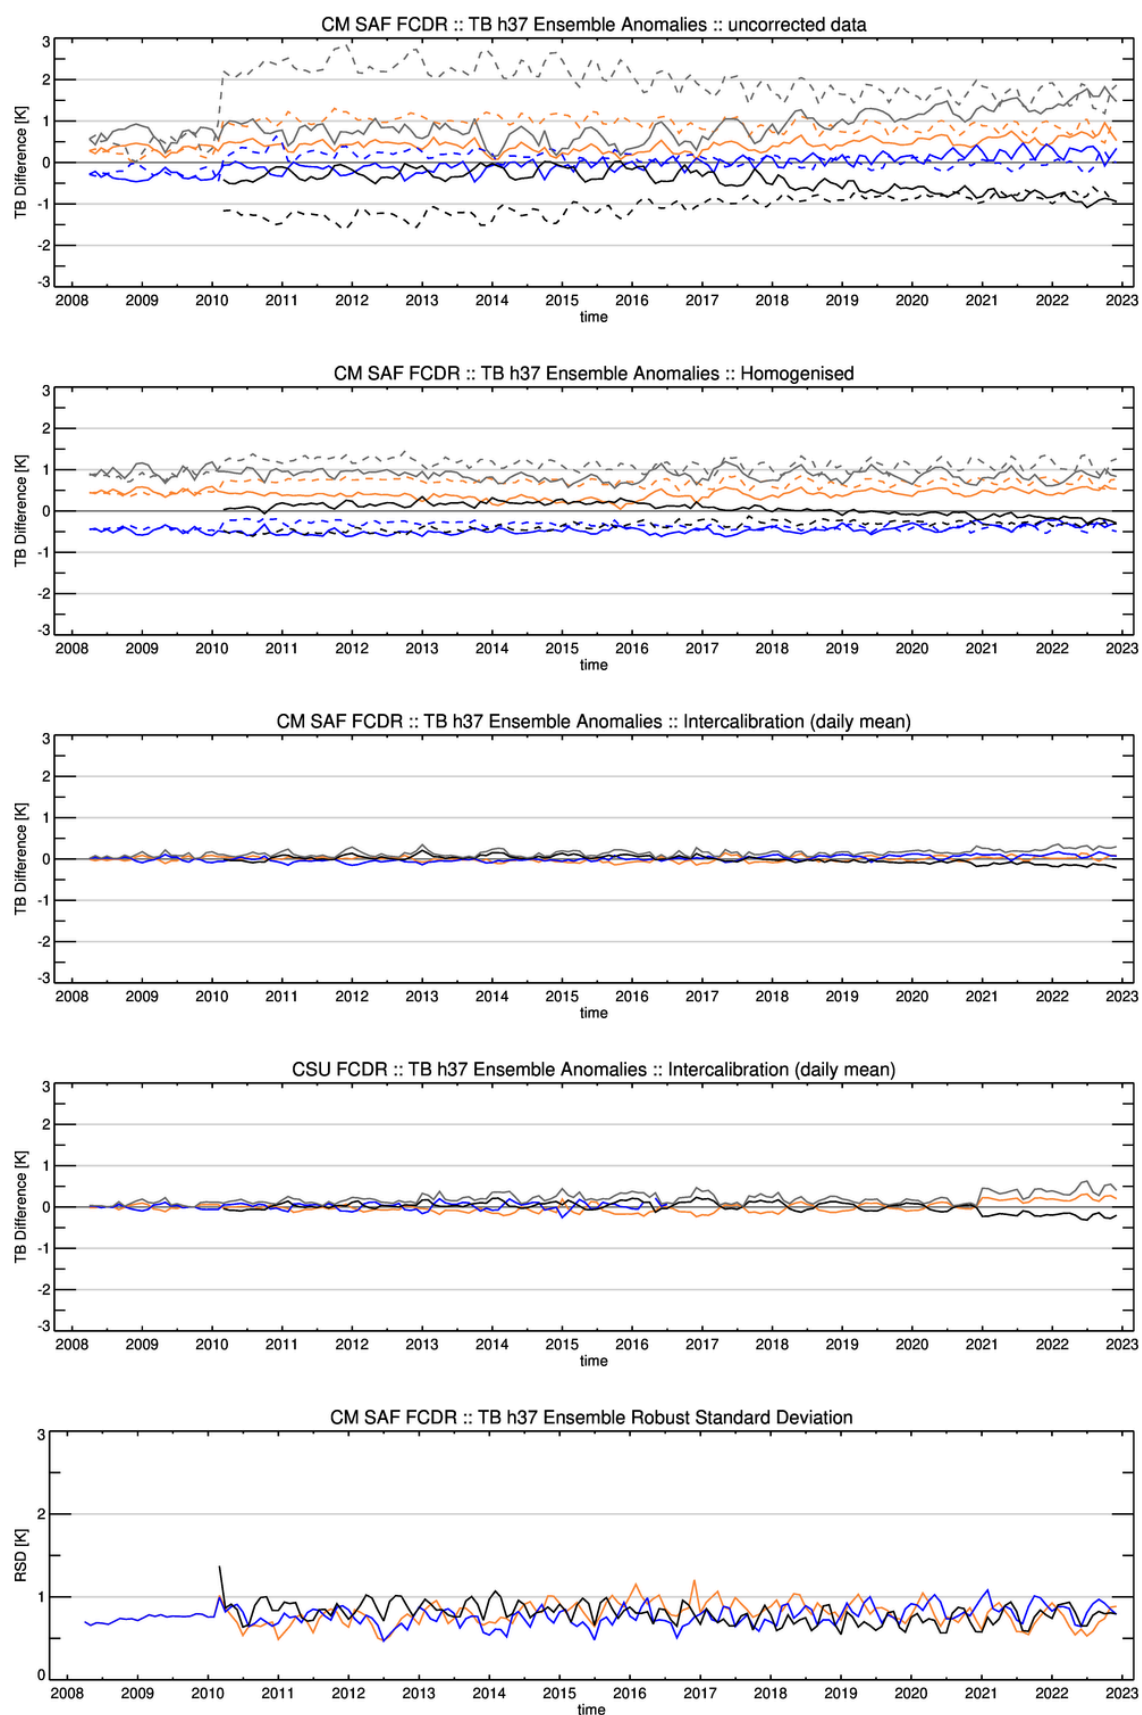 CM SAF FCDR :: TB h37 Ensemble Anomalies :: uncorrected data
3
2
1
0
-1
-2
-3
TB Difference [K]
2008 2009 2010 2011 2012 2013 2014 2015 2016 2017 2018 2019 2020 2021 2022 2023
time
CM SAF FCDR :: TB h37 Ensemble Anomalies :: Homogenised
3
2
1
0
-1
-2
-3
TB Difference [K]
2008 2009 2010 2011 2012 2013 2014 2015 2016 2017 2018 2019 2020 2021 2022 2023
time
CM SAF FCDR :: TB h37 Ensemble Anomalies :: Intercalibration (daily mean)
3
2
1
0
-1
-2
-3
TB Difference [K]
2008 2009 2010 2011 2012 2013 2014 2015 2016 2017 2018 2019 2020 2021 2022 2023
time
CSU FCDR :: TB h37 Ensemble Anomalies :: Intercalibration (daily mean)
3
2
1
0
-1
-2
-3
TB Difference [K]
2008 2009 2010 2011 2012 2013 2014 2015 2016 2017 2018 2019 2020 2021 2022 2023
time
CM SAF FCDR :: TB h37 Ensemble Robust Standard Deviation
3
2
1
0
RSD [K]
2008 2009 2010 2011 2012 2013 2014 2015 2016 2017 2018 2019 2020 2021 2022 2023
time